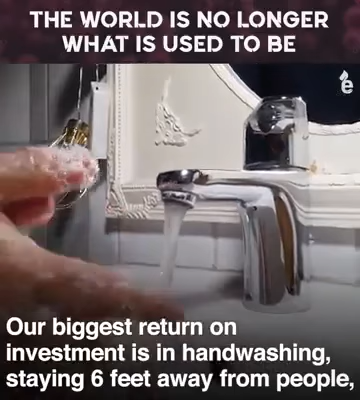 THE WORLD IS NO LONGER
WHAT IS USED TO BE
e
Our biggest return on
investment is in handwashing,
staying 6 feet away from people,